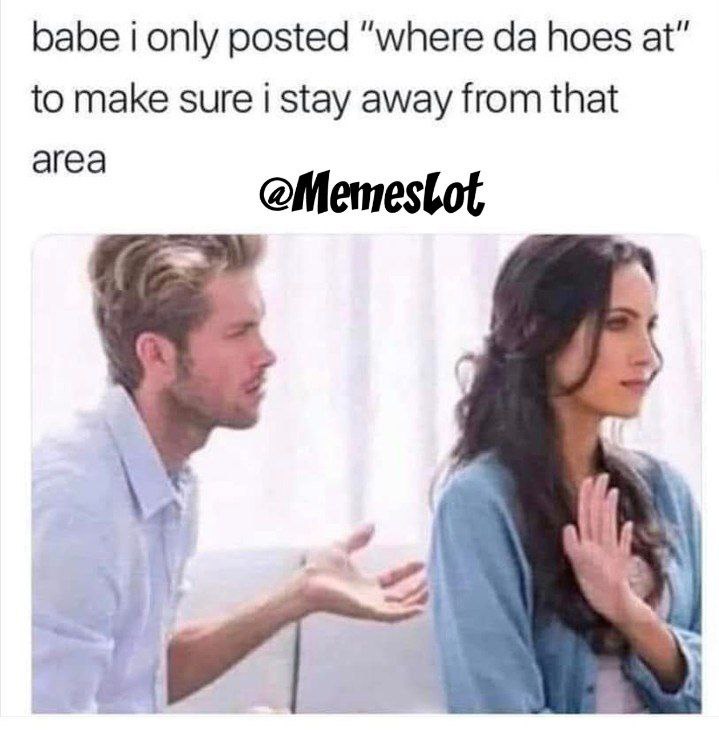 babe i only posted "where da hoes at"
to make sure i stay away from that
area
@MemesLot